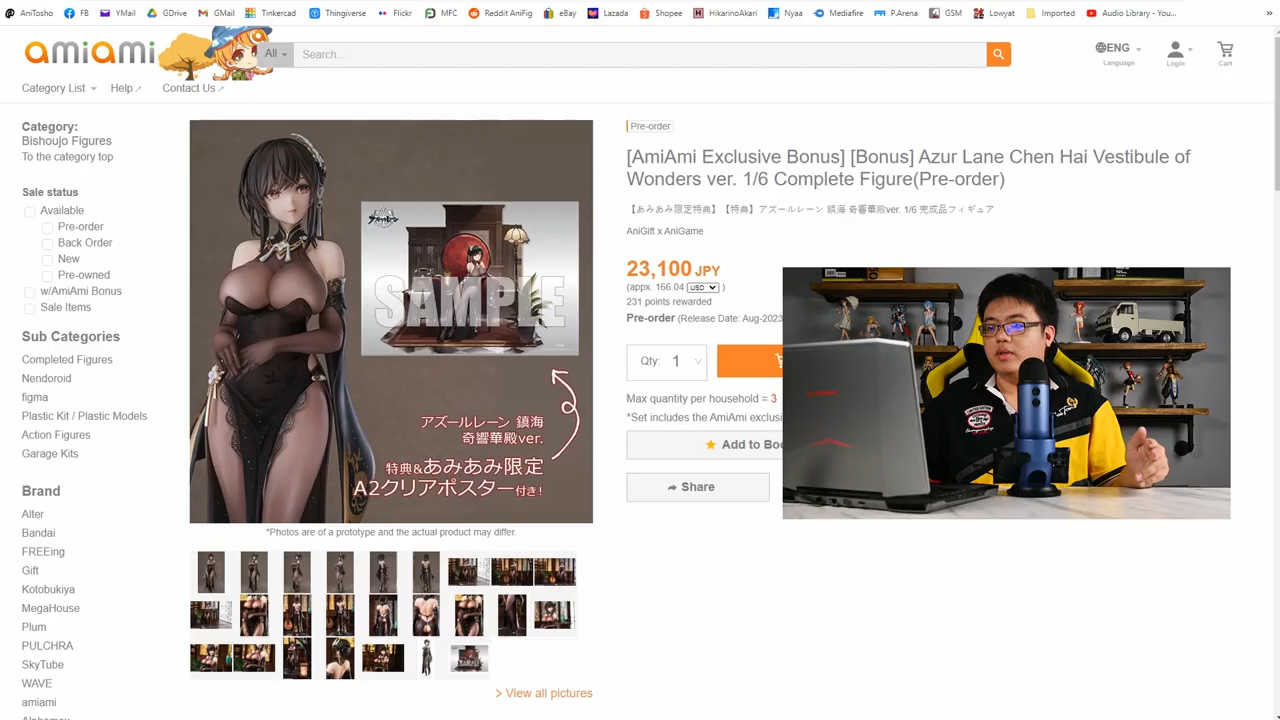 AniTosho FB YMail GDrive GMail Tinkercad Thingiverse Flickr MFC Reddit AniFig eBay Lazada Shopee HikarinoAkari Nyaa Mediafire P.Arena GSM Lowyat Imported Audio Library - You... »
amiami
All
Search...
ENG
Language
Login
Cart
Category List
Help
Contact Us
Category:
Bishoujo Figures
To the category top
Sale status
Available
Pre-order
Back Order
New
Pre-owned
w/AmiAmi Bonus
Sale Items
Sub Categories
Completed Figures
Nendoroid
figma
Plastic Kit / Plastic Models
Action Figures
Garage Kits
Brand
Alter
Bandai
FREEing
Gift
Kotobukiya
MegaHouse
Plum
PULCHRA
SkyTube
WAVE
amiami
Alphamax
アズールレーン
SAMPLE
アズールレーン 鎮海
奇響華殿ver.
特典&あみあみ限定
A2クリアポスター付き!
*Photos are of a prototype and the actual product may differ.
> View all pictures
Pre-order
[AmiAmi Exclusive Bonus] [Bonus] Azur Lane Chen Hai Vestibule of
Wonders ver. 1/6 Complete Figure(Pre-order)
【あみあみ限定特典】【特典】アズールレーン 鎮海 奇響華殿ver. 1/6 完成品フィギュア
AniGift x AniGame
23,100 JPY
(appx. 166.04 USD )
231 points rewarded
Pre-order (Release Date: Aug-2023
Qty: 1
Max quantity per household = 3
*Set includes the AmiAmi exclusi
Add to Boo
Share